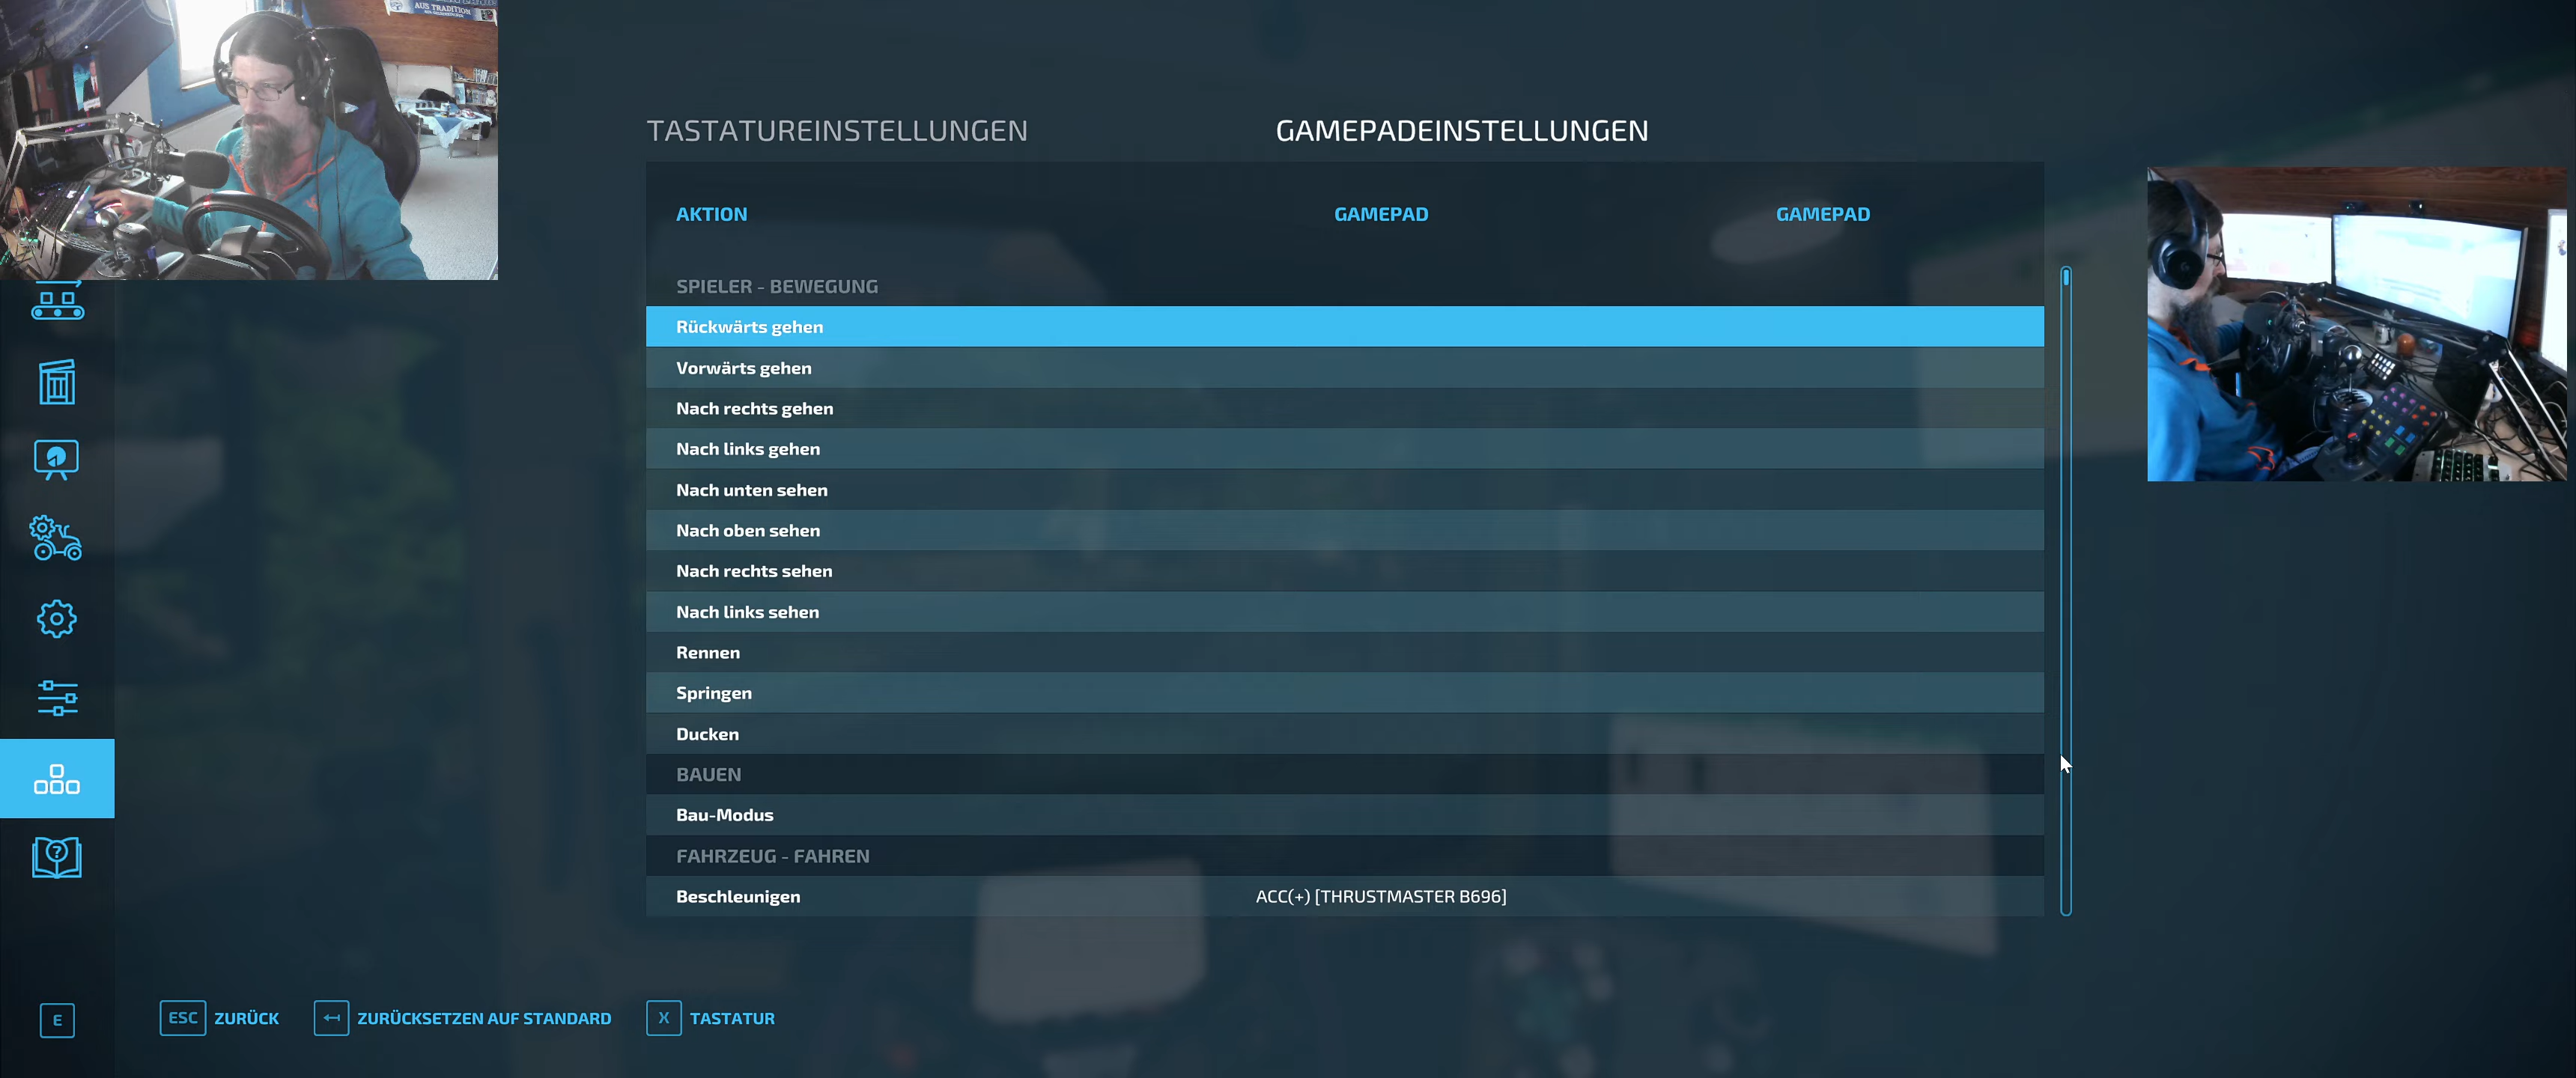 AUS TRADITION
TASTATUREINSTELLUNGEN
GAMEPADEINSTELLUNGEN
AKTION
GAMEPAD
GAMEPAD
SPIELER - BEWEGUNG
Rückwärts gehen
Vorwärts gehen
Nach rechts gehen
Nach links gehen
Nach unten sehen
Nach oben sehen
Nach rechts sehen
Nach links sehen
Rennen
Springen
Ducken
BAUEN
Bau-Modus
FAHRZEUG - FAHREN
Beschleunigen
ACC(+) [THRUSTMASTER B696]
E
ESC ZURÜCK
ZURÜCKSETZEN AUF STANDARD
X TASTATUR